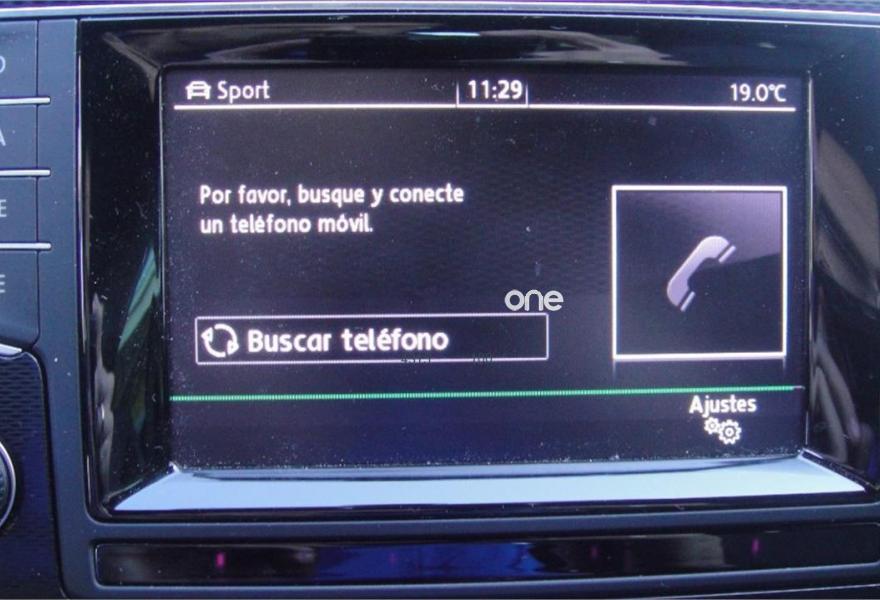 Sport
11:29
19.0°C
Por favor, busque y conecte
un teléfono móvil.
one
Buscar teléfono
Ajustes